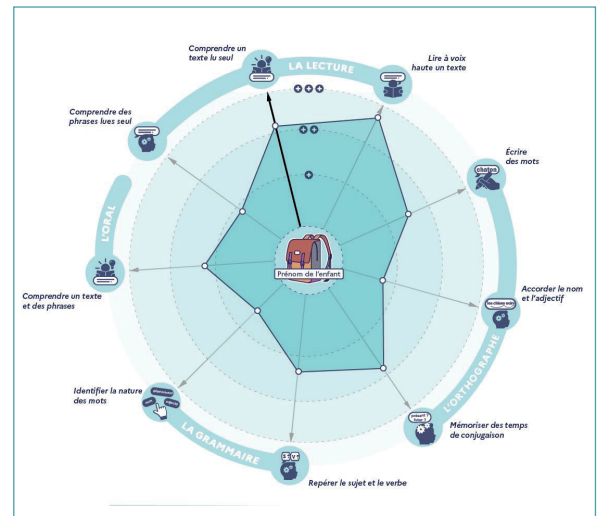 Comprendre un
texte lu seul
LA LECTURE
Lire à voix
haute un texte
Comprendre des
phrases lues seul
Écrire
des mots
chaton
L'ORAL
Prénom de l'enfant
Comprendre un texte
et des phrases
Accorder le nom
et l'adjectif
L'ORTHOGRAPHE
Identifier la nature
des mots
Mémoriser des temps
de conjugaison
LA GRAMMAIRE
Repérer le sujet et le verbe